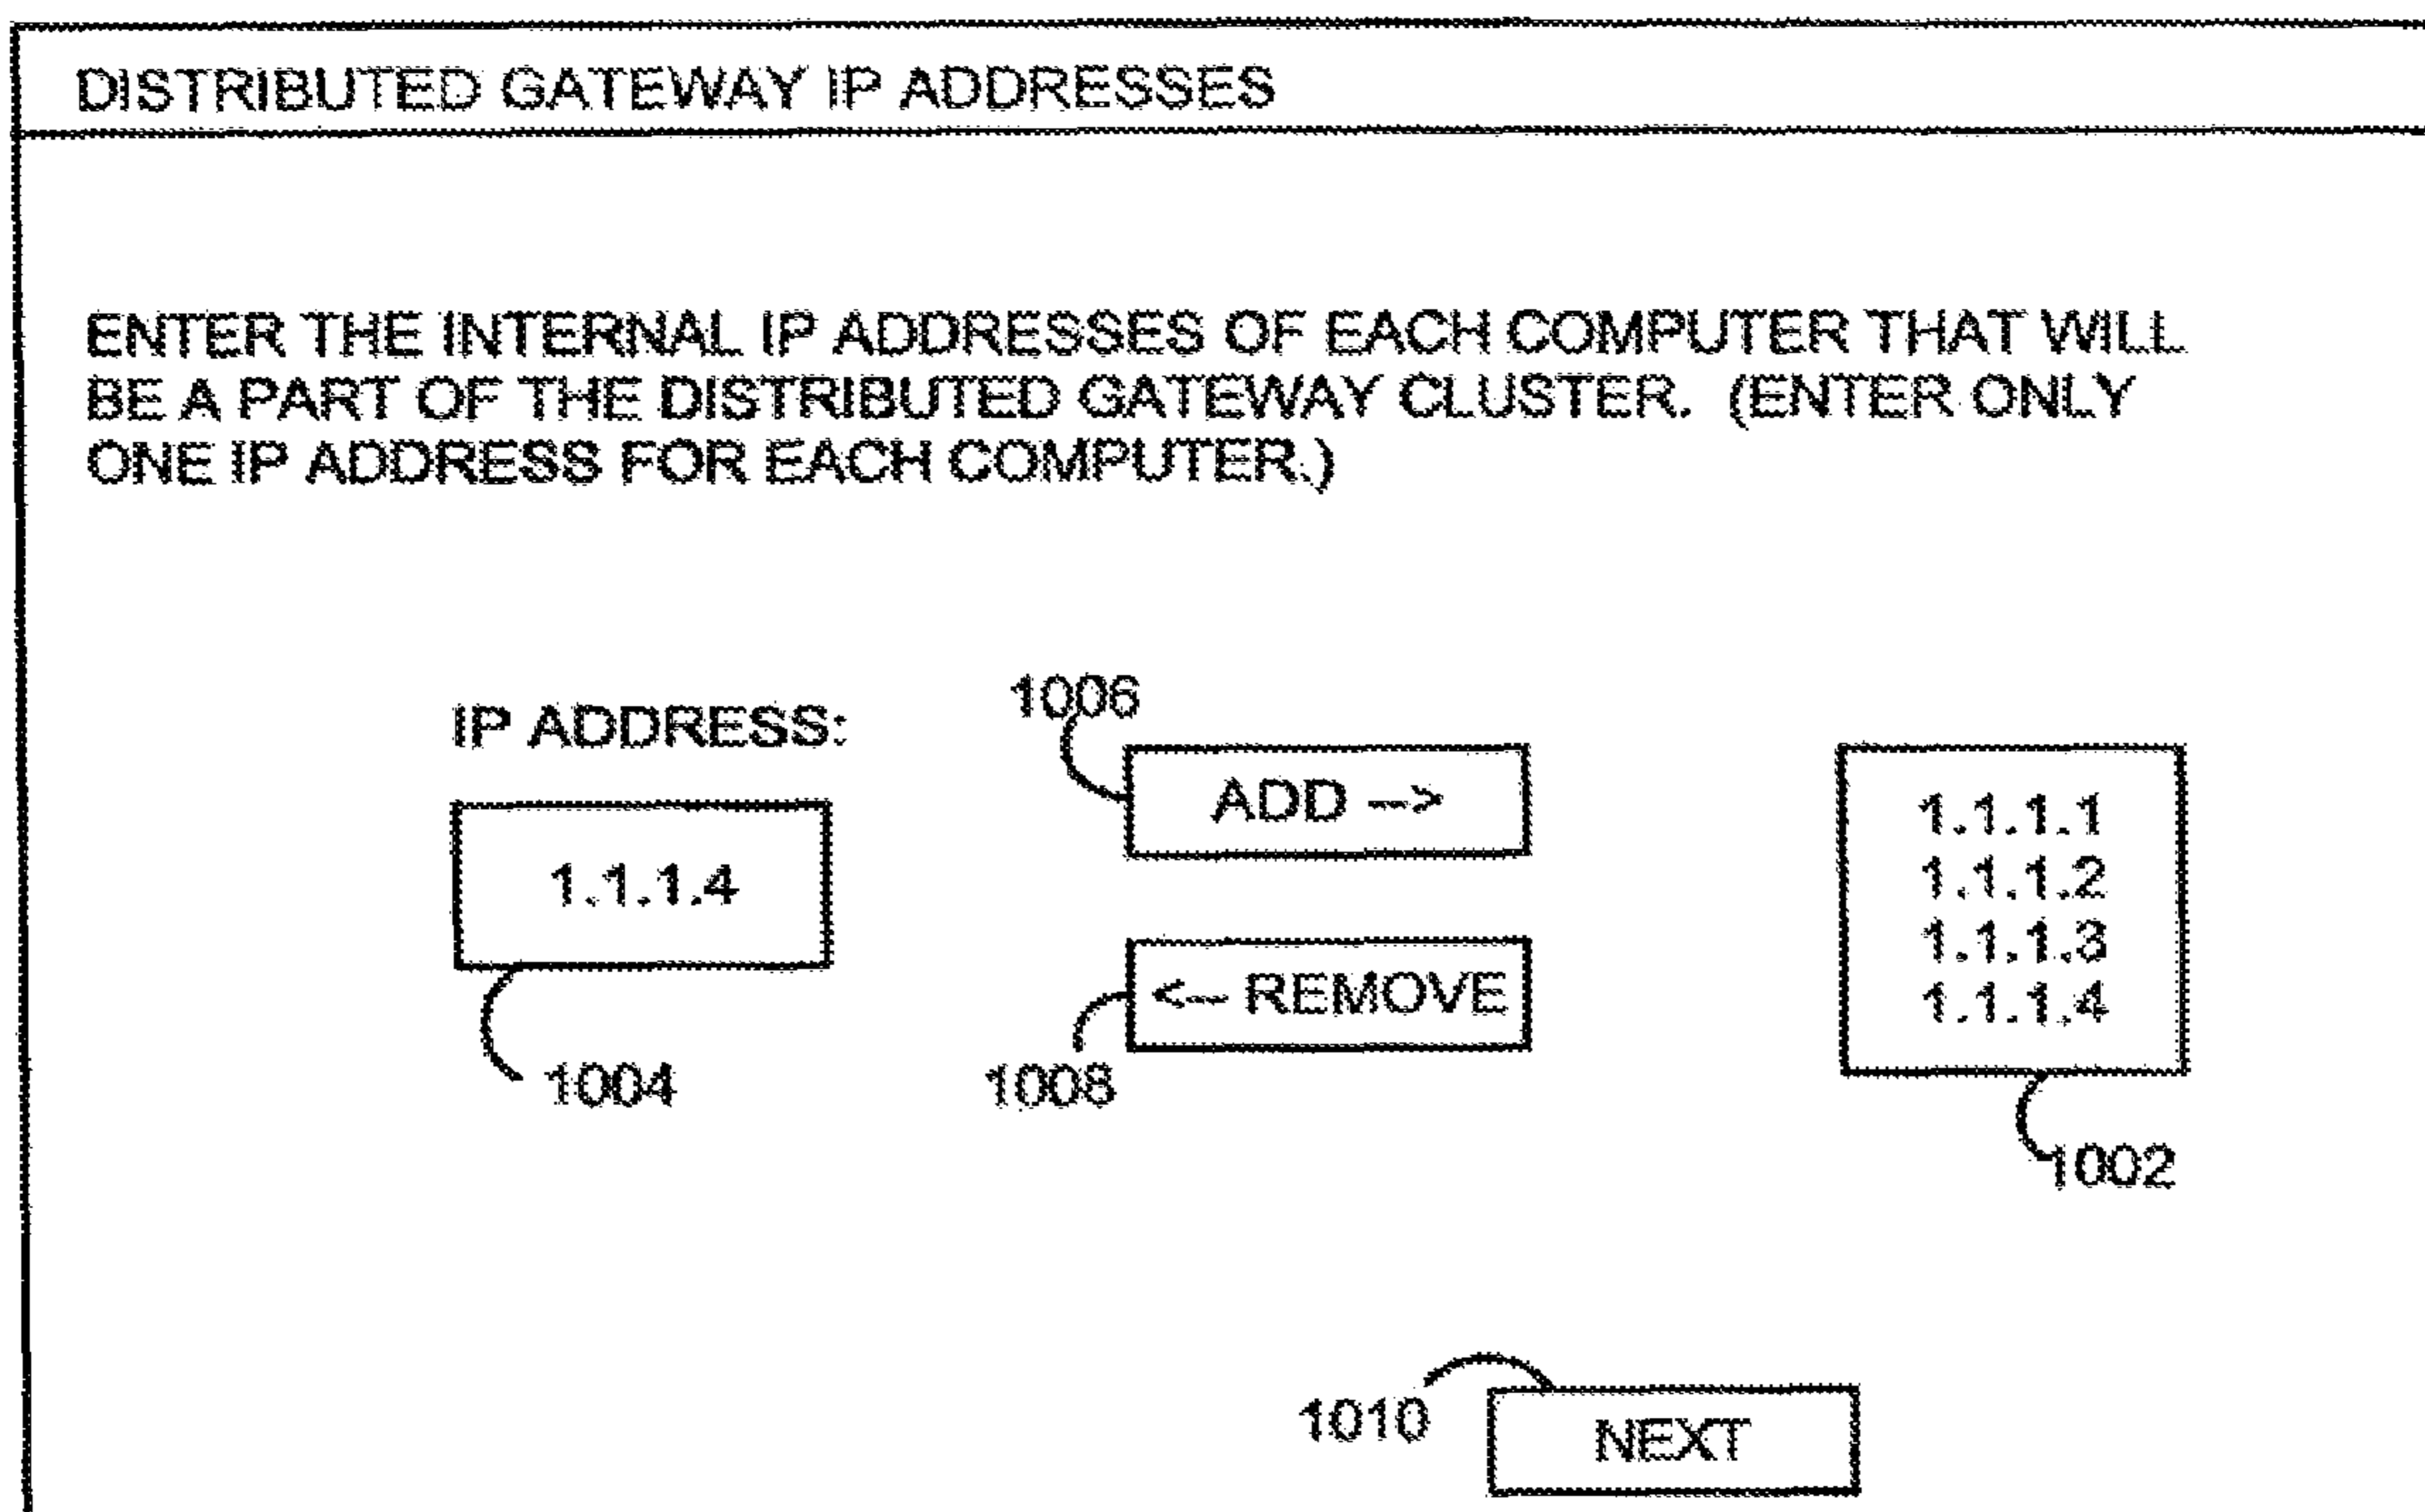 DISTRIBUTED GATEWAY IP ADDRESSES
ENTER THE INTERNAL IP ADDRESSES OF EACH COMPUTER THAT WILL
BE A PART OF THE DISTRIBUTED GATEWAY CLUSTER. (ENTER ONLY
ONE IP ADDRESS FOR EACH COMPUTER.)
IP ADDRESS:
1.1.1.4
1004
1006
ADD -->
<-- REMOVE
1008
1.1.1.1
1.1.1.2
1.1.1.3
1.1.1.4
1002
1010
NEXT